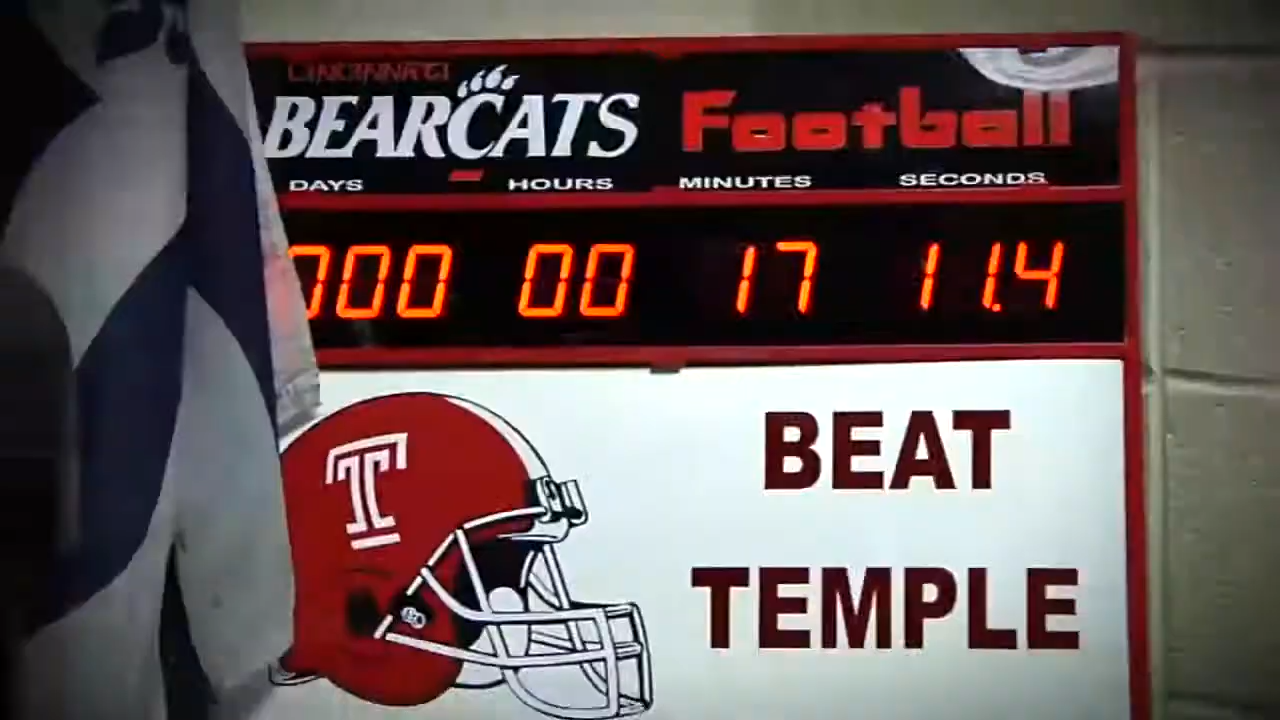 CINCINNATI
BEARCATS Football
DAYS HOURS MINUTES SECONDS
000 00 17 11.4
T
BEAT
TEMPLE